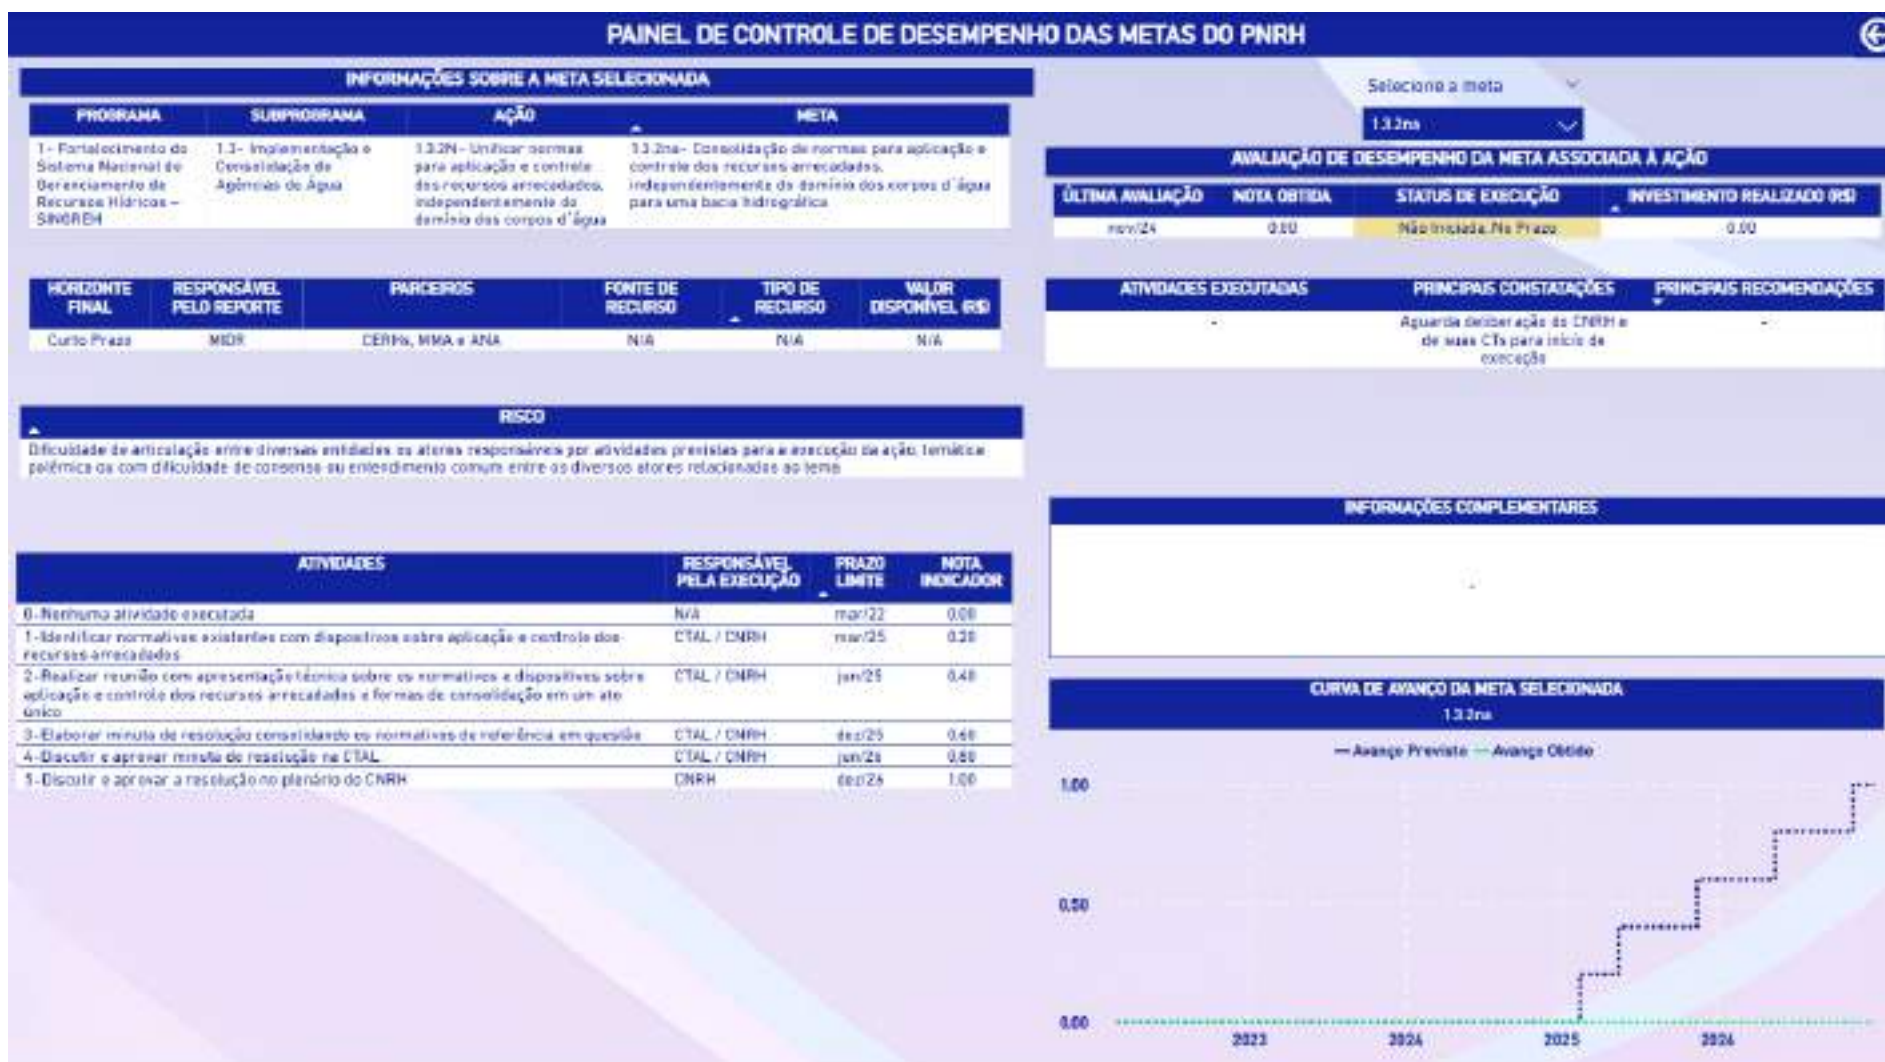 PAINEL DE CONTROLE DE DESEMPENHO DAS METAS DO PNRH
INFORMAÇÕES SOBRE A META SELECIONADA
PROGRAMA SUBPROGRAMA AÇÃO META
1- Fortalecimento do Sistema Nacional de Gerenciamento de Recursos Hídricos – SINGREH
1.3- Implementação e Consolidação de Agências de Água
1.3.2N- Unificar normas para aplicação e controle dos recursos arrecadados, independentemente do domínio dos corpos d´água
1.3.2na- Consolidação de normas para aplicação e controle dos recursos arrecadados, independentemente do domínio dos corpos d´água para uma bacia hidrográfica
HORIZONTE FINAL RESPONSÁVEL PELO REPORTE PARCEIROS FONTE DE RECURSO TIPO DE RECURSO VALOR DISPONÍVEL (R$)
Curto Prazo MIDR CERHs, MMA e ANA N/A N/A N/A
RISCO
Dificuldade de articulação entre diversas entidades ou atores responsáveis por atividades previstas para a execução da ação, temática
polêmica ou com dificuldade de consenso ou entendimento comum entre os diversos atores relacionados ao tema
ATIVIDADES RESPONSÁVEL PELA EXECUÇÃO PRAZO LIMITE NOTA INDICADOR
0-Nenhuma atividade executada N/A mar/22 0.00
1-Identificar normativos existentes com dispositivos sobre aplicação e controle dos recursos arrecadados CTAL / CNRH mar/25 0.20
2-Realizar reunião com apresentação técnica sobre os normativos e dispositivos sobre aplicação e controle dos recursos arrecadados e formas de consolidação em um ato único CTAL / CNRH jun/25 0.40
3-Elaborar minuta de resolução consolidando os normativos de referência em questão CTAL / CNRH dez/25 0.60
4-Discutir e aprovar minuta de resolução na CTAL CTAL / CNRH jun/26 0.80
5-Discutir e aprovar a resolução no plenário do CNRH CNRH dez/26 1.00
Selecione a meta
1.3.2na
AVALIAÇÃO DE DESEMPENHO DA META ASSOCIADA À AÇÃO
ÚLTIMA AVALIAÇÃO NOTA OBTIDA STATUS DE EXECUÇÃO INVESTIMENTO REALIZADO (R$)
nov/24 0.00 Não Iniciada. No Prazo 0.00
ATIVIDADES EXECUTADAS PRINCIPAIS CONSTATAÇÕES PRINCIPAIS RECOMENDAÇÕES
- Aguarda deliberação do CNRH e -
de suas CTs para início de
execução
INFORMAÇÕES COMPLEMENTARES
-
CURVA DE AVANÇO DA META SELECIONADA
1.3.2na
Avanço Previsto Avanço Obtido
1.00
0.50
0.00
2023 2024 2025 2026